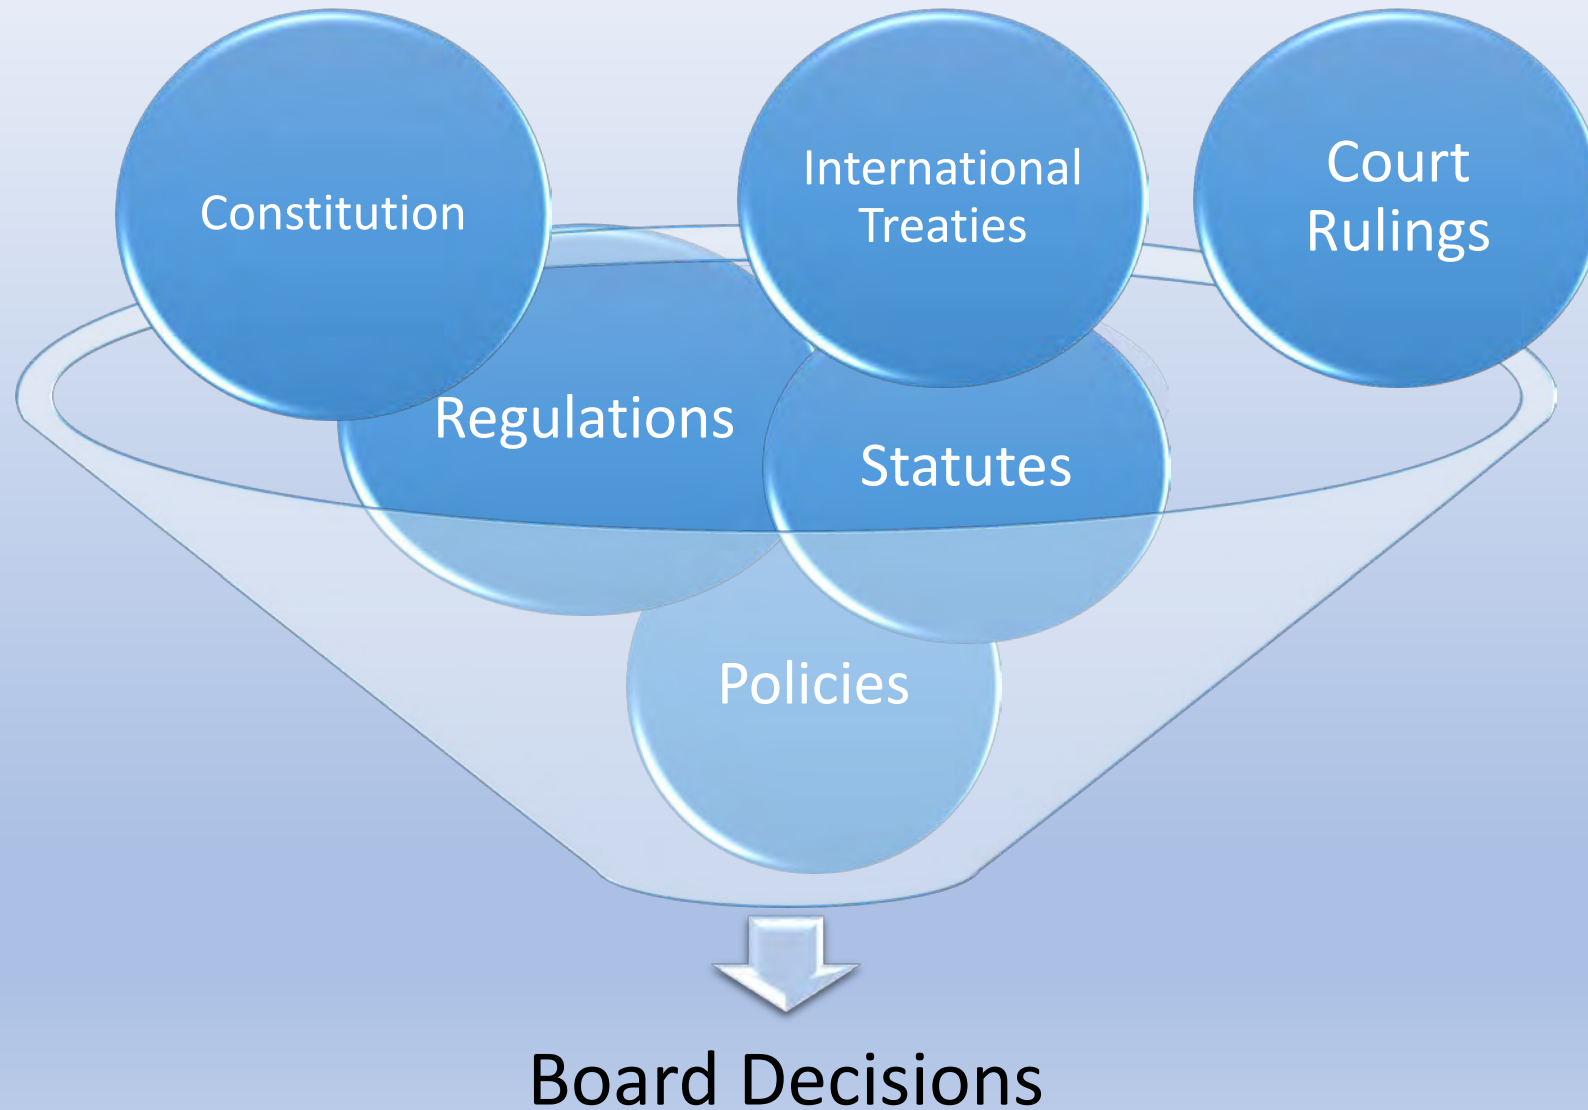 Constitution
International
Treaties
Court
Rulings
Regulations
Statutes
Policies
Board Decisions